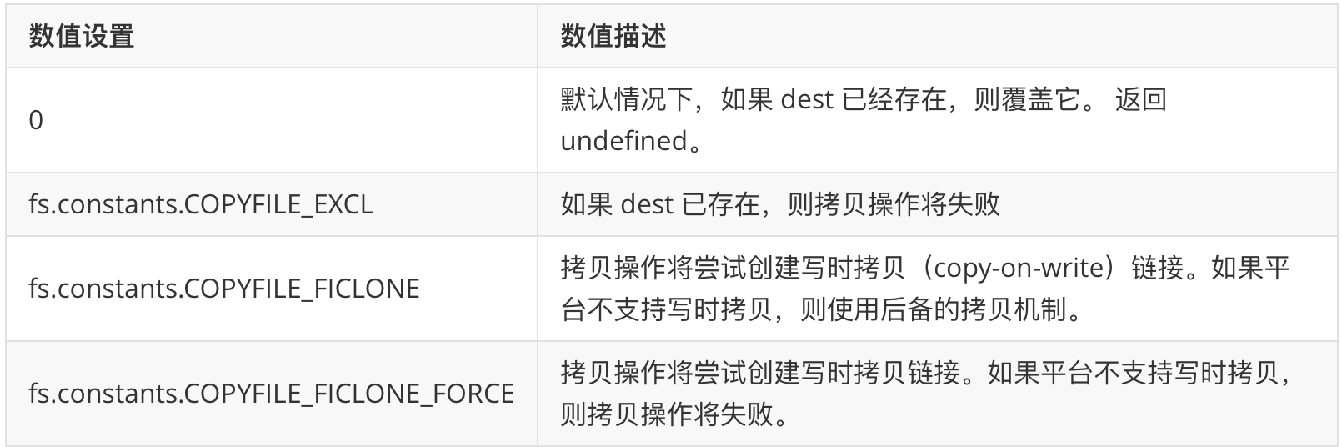 数值设置
数值描述
0
默认情况下，如果 dest 已经存在，则覆盖它。 返回
undefined。
fs.constants.COPYFILE_EXCL
如果 dest 已存在，则拷贝操作将失败
fs.constants.COPYFILE_FICLONE
拷贝操作将尝试创建写时拷贝（copy-on-write）链接。如果平
台不支持写时拷贝，则使用后备的拷贝机制。
fs.constants.COPYFILE_FICLONE_FORCE
拷贝操作将尝试创建写时拷贝链接。如果平台不支持写时拷贝，
则拷贝操作将失败。